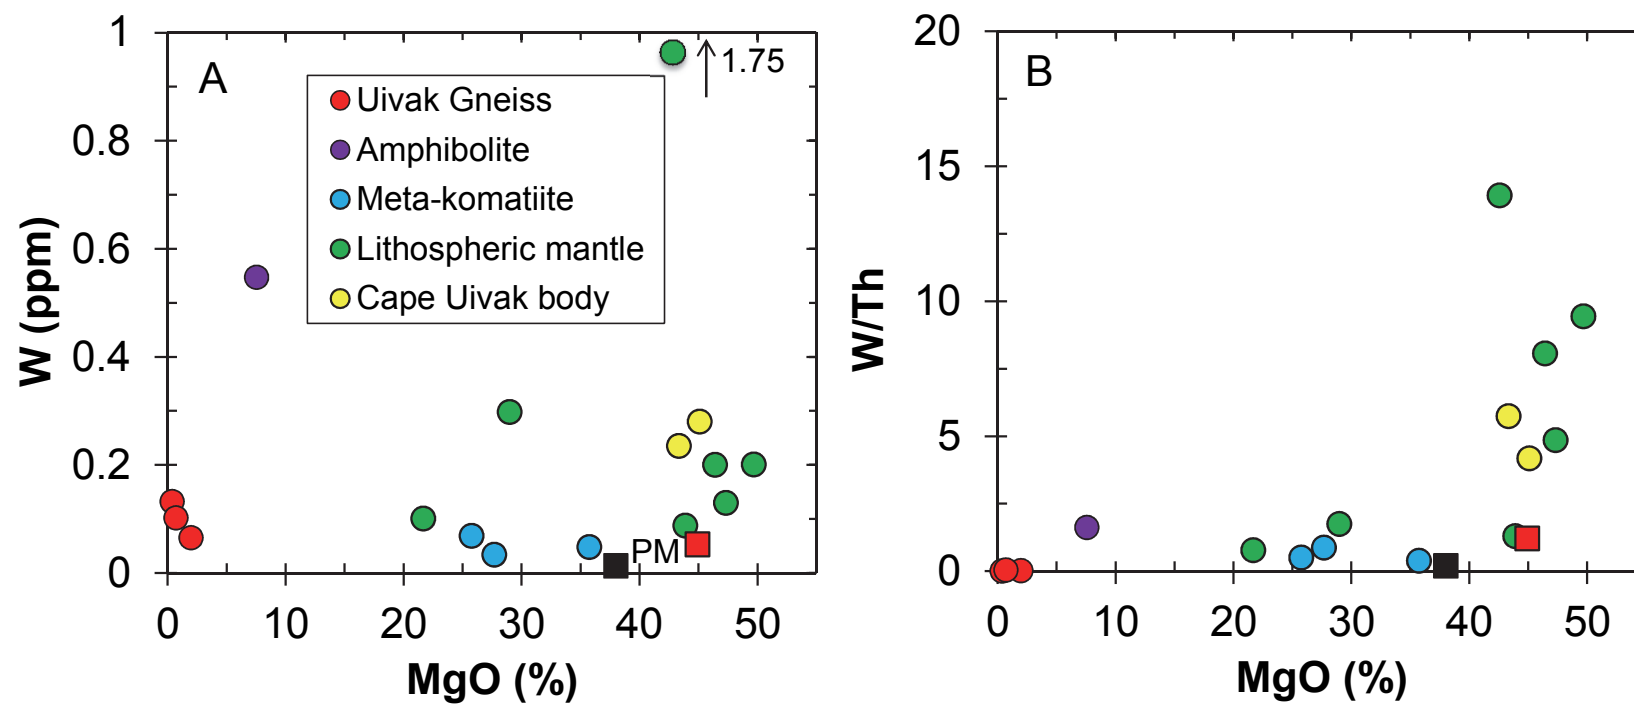 A
1.75
Uivak Gneiss
Amphibolite
Meta-komatiite
Lithospheric mantle
Cape Uivak body
PM
1
0.8
0.6
0.4
0.2
0
W (ppm)
0 10 20 30 40 50
MgO (%)
B
20
15
10
5
0
W/Th
0 10 20 30 40 50
MgO (%)